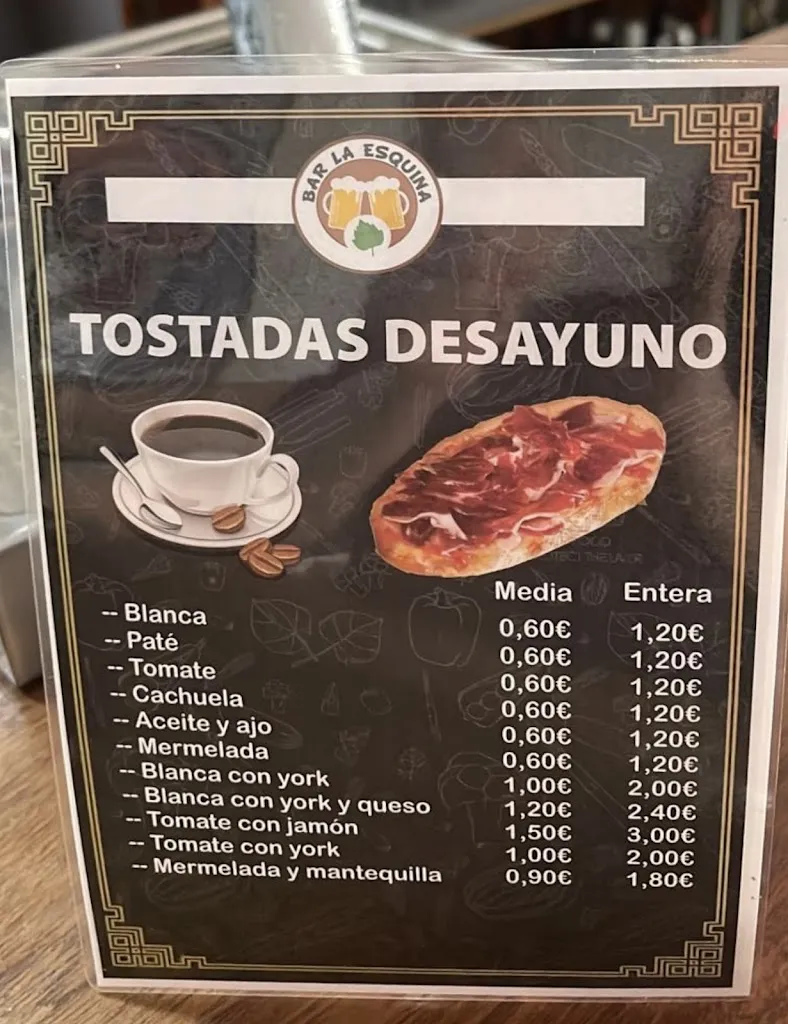 BAR LA ESQUINA
TOSTADAS DESAYUNO
Media Entera
-- Blanca 0,60€ 1,20€
-- Paté 0,60€ 1,20€
-- Tomate 0,60€ 1,20€
-- Cachuela 0,60€ 1,20€
-- Aceite y ajo 0,60€ 1,20€
-- Mermelada 0,60€ 1,20€
-- Blanca con york 1,00€ 2,00€
-- Blanca con york y queso 1,20€ 2,40€
-- Tomate con jamón 1,50€ 3,00€
-- Tomate con york 1,00€ 2,00€
-- Mermelada y mantequilla 0,90€ 1,80€